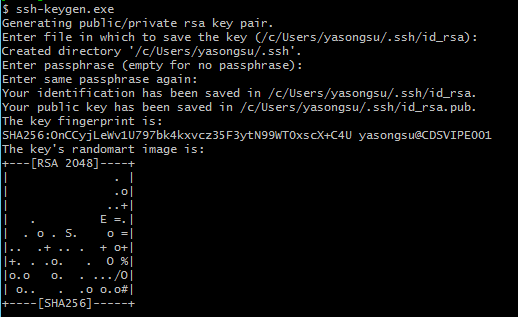 $ ssh-keygen.exe
Generating public/private rsa key pair.
Enter file in which to save the key (/c/Users/yasongsu/.ssh/id_rsa):
Created directory '/c/Users/yasongsu/.ssh'.
Enter passphrase (empty for no passphrase):
Enter same passphrase again:
Your identification has been saved in /c/Users/yasongsu/.ssh/id_rsa.
Your public key has been saved in /c/Users/yasongsu/.ssh/id_rsa.pub.
The key fingerprint is:
SHA256:OnCCyjLeWv1U797bk4kxvcz35F3ytN99WT0xscX+C4U yasongsu@CDSVIPE001
The key's randomart image is:
+---[RSA 2048]----+
|              . |
|              .o|
|             ..+|
|   .        E =.|
|  . o . S.    o =|
|..  .+ .. .  + o+|
|+. . .o.   .  O %|
|o.o   o.  . .../O|
| o..   .  .o o.o#|
+----[SHA256]-----+